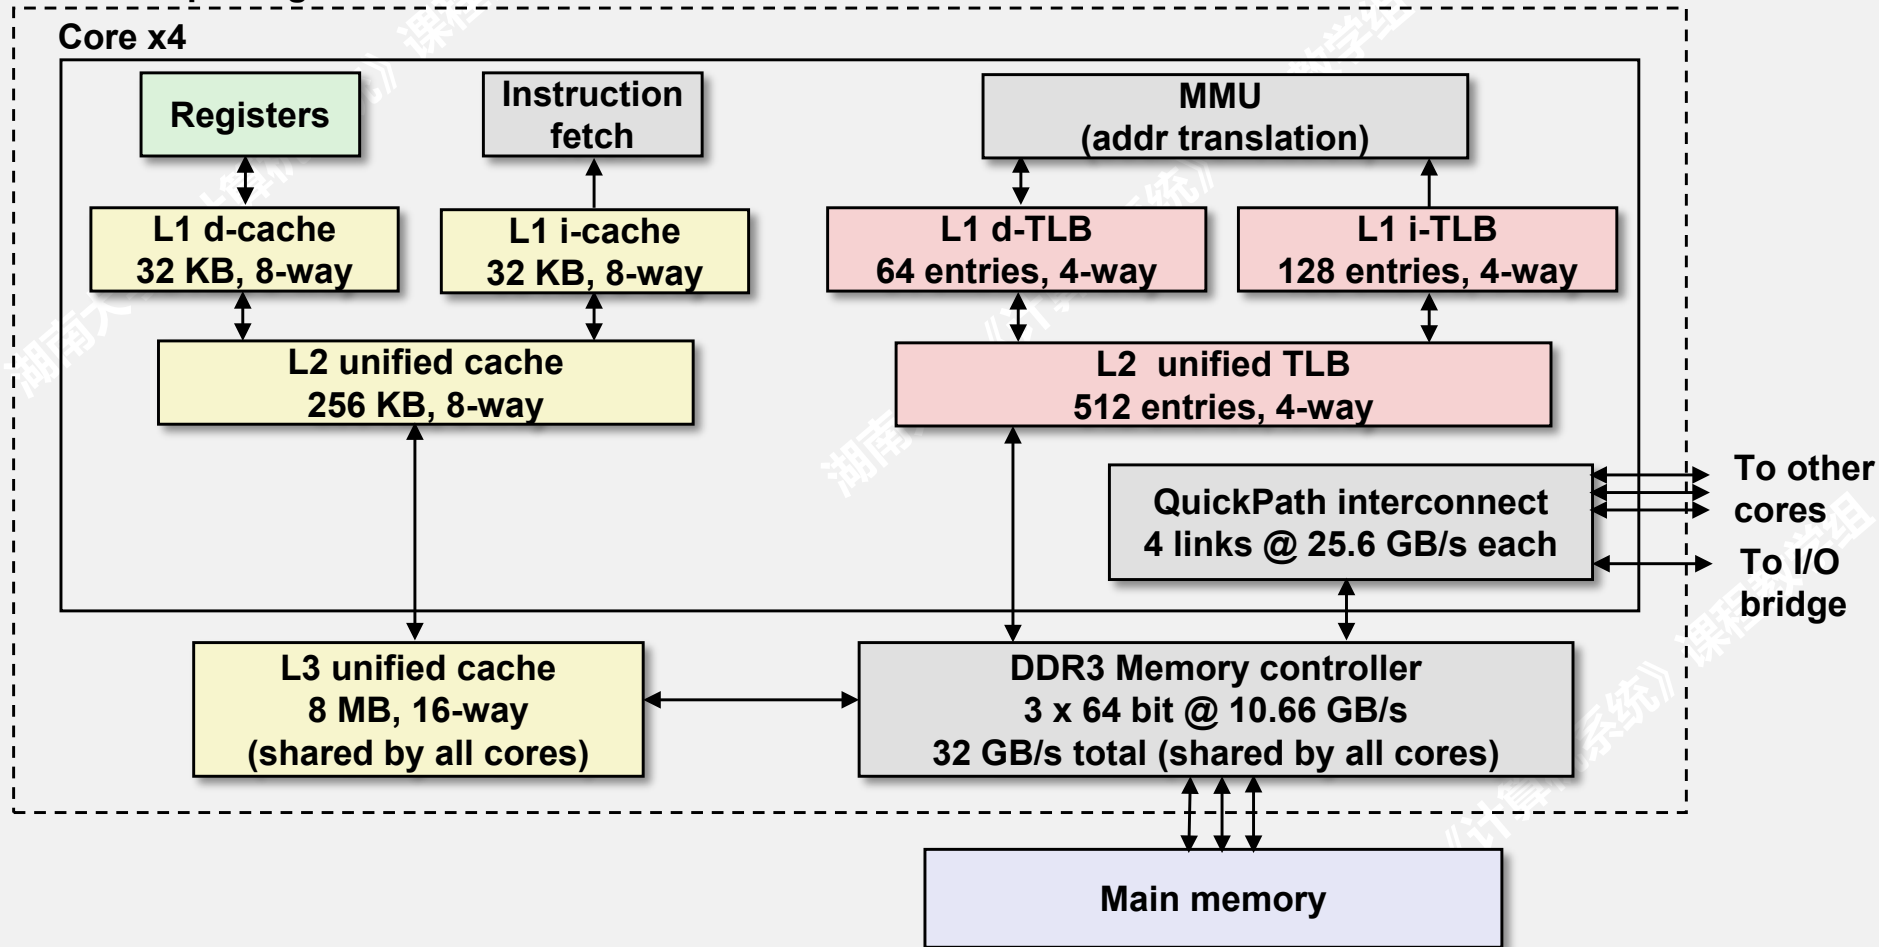 Core x4
Registers
Instruction
fetch
MMU
(addr translation)
L1 d-cache
32 KB, 8-way
L1 i-cache
32 KB, 8-way
L1 d-TLB
64 entries, 4-way
L1 i-TLB
128 entries, 4-way
L2 unified cache
256 KB, 8-way
L2 unified TLB
512 entries, 4-way
QuickPath interconnect
4 links @ 25.6 GB/s each
To other
cores
To I/O
bridge
L3 unified cache
8 MB, 16-way
(shared by all cores)
DDR3 Memory controller
3 x 64 bit @ 10.66 GB/s
32 GB/s total (shared by all cores)
Main memory